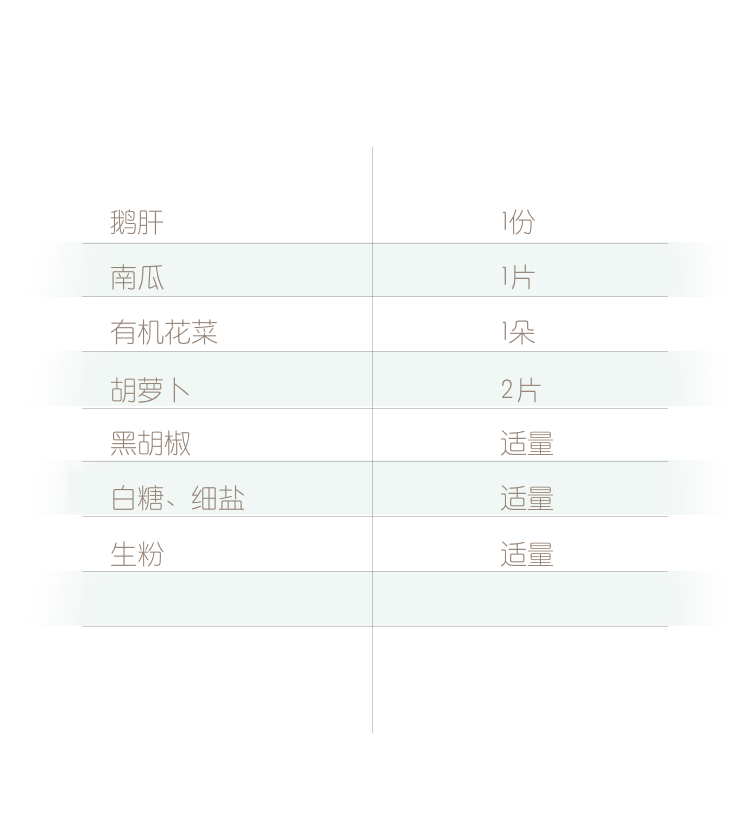 鹅肝 1份
南瓜 1片
有机花菜 1朵
胡萝卜 2片
黑胡椒 适量
白糖、细盐 适量
生粉 适量